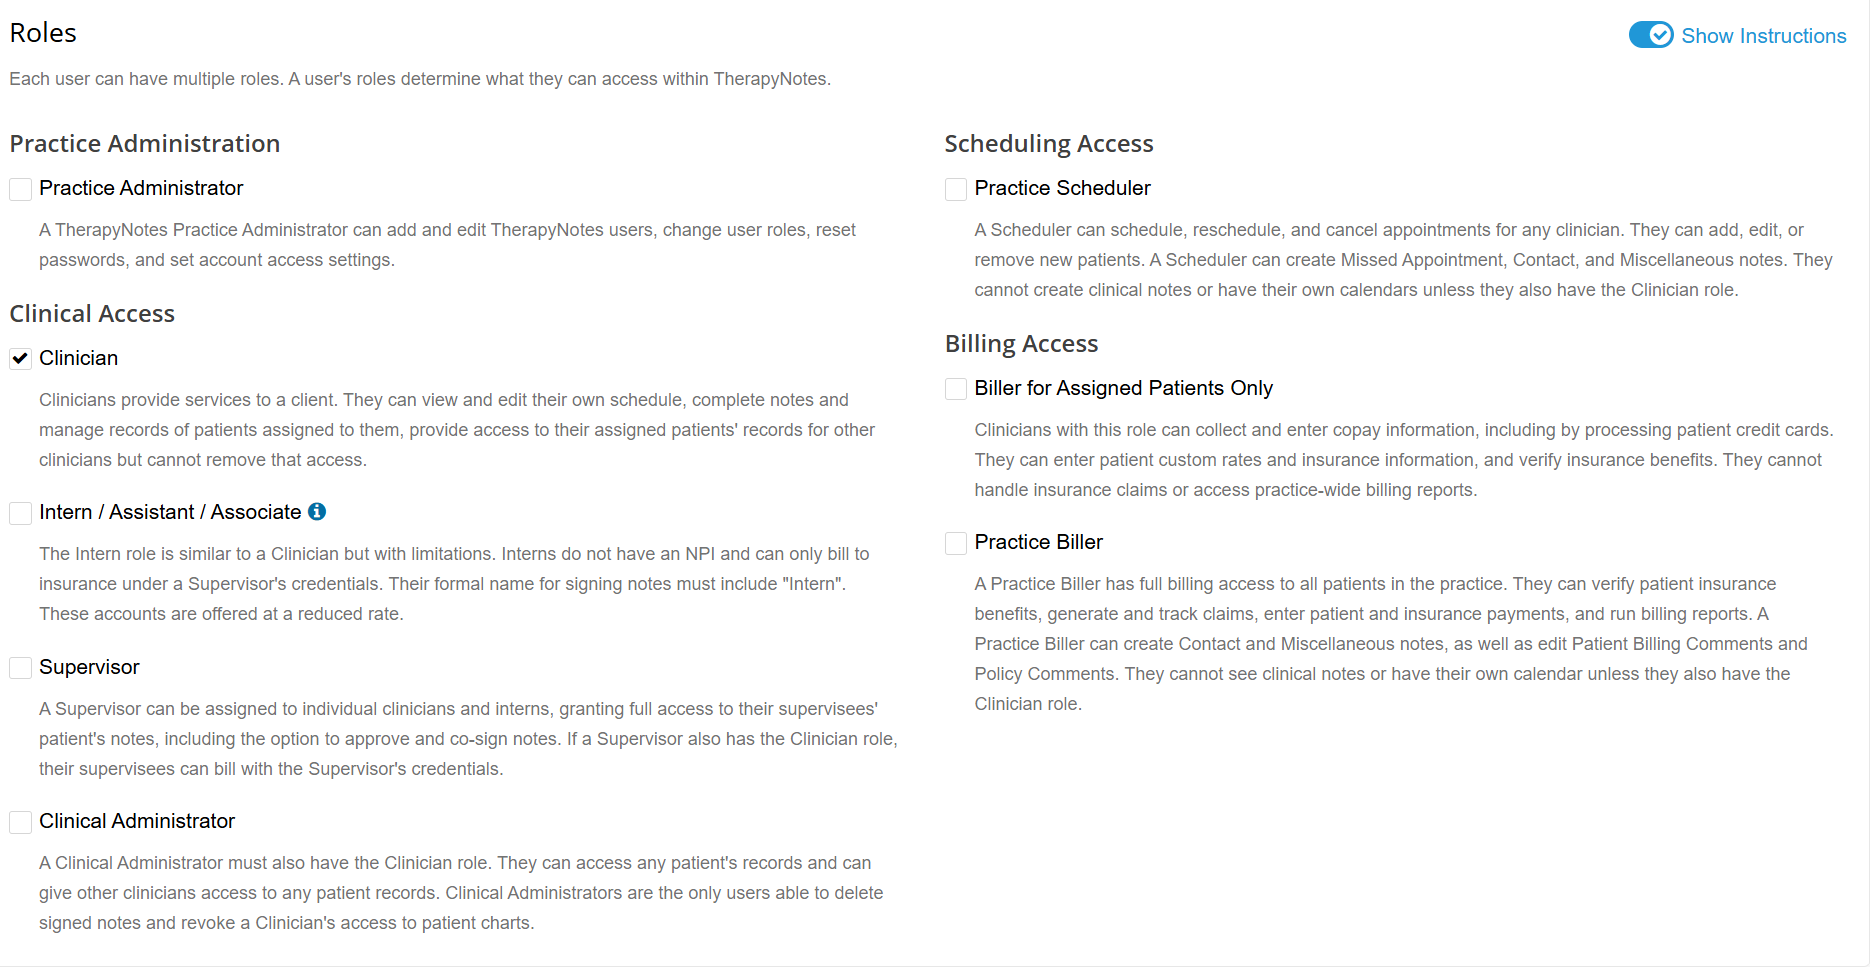 Roles
Show Instructions
Each user can have multiple roles. A user's roles determine what they can access within TherapyNotes.
Practice Administration
Practice Administrator
A TherapyNotes Practice Administrator can add and edit TherapyNotes users, change user roles, reset
passwords, and set account access settings.
Clinical Access
Clinician
Clinicians provide services to a client. They can view and edit their own schedule, complete notes and
manage records of patients assigned to them, provide access to their assigned patients' records for other
clinicians but cannot remove that access.
Intern / Assistant / Associate
The Intern role is similar to a Clinician but with limitations. Interns do not have an NPI and can only bill to
insurance under a Supervisor's credentials. Their formal name for signing notes must include "Intern".
These accounts are offered at a reduced rate.
Supervisor
A Supervisor can be assigned to individual clinicians and interns, granting full access to their supervisees'
patient's notes, including the option to approve and co-sign notes. If a Supervisor also has the Clinician role,
their supervisees can bill with the Supervisor's credentials.
Clinical Administrator
A Clinical Administrator must also have the Clinician role. They can access any patient's records and can
give other clinicians access to any patient records. Clinical Administrators are the only users able to delete
signed notes and revoke a Clinician's access to patient charts.
Scheduling Access
Practice Scheduler
A Scheduler can schedule, reschedule, and cancel appointments for any clinician. They can add, edit, or
remove new patients. A Scheduler can create Missed Appointment, Contact, and Miscellaneous notes. They
cannot create clinical notes or have their own calendars unless they also have the Clinician role.
Billing Access
Biller for Assigned Patients Only
Clinicians with this role can collect and enter copay information, including by processing patient credit cards.
They can enter patient custom rates and insurance information, and verify insurance benefits. They cannot
handle insurance claims or access practice-wide billing reports.
Practice Biller
A Practice Biller has full billing access to all patients in the practice. They can verify patient insurance
benefits, generate and track claims, enter patient and insurance payments, and run billing reports. A
Practice Biller can create Contact and Miscellaneous notes, as well as edit Patient Billing Comments and
Policy Comments. They cannot see clinical notes or have their own calendar unless they also have the
Clinician role.